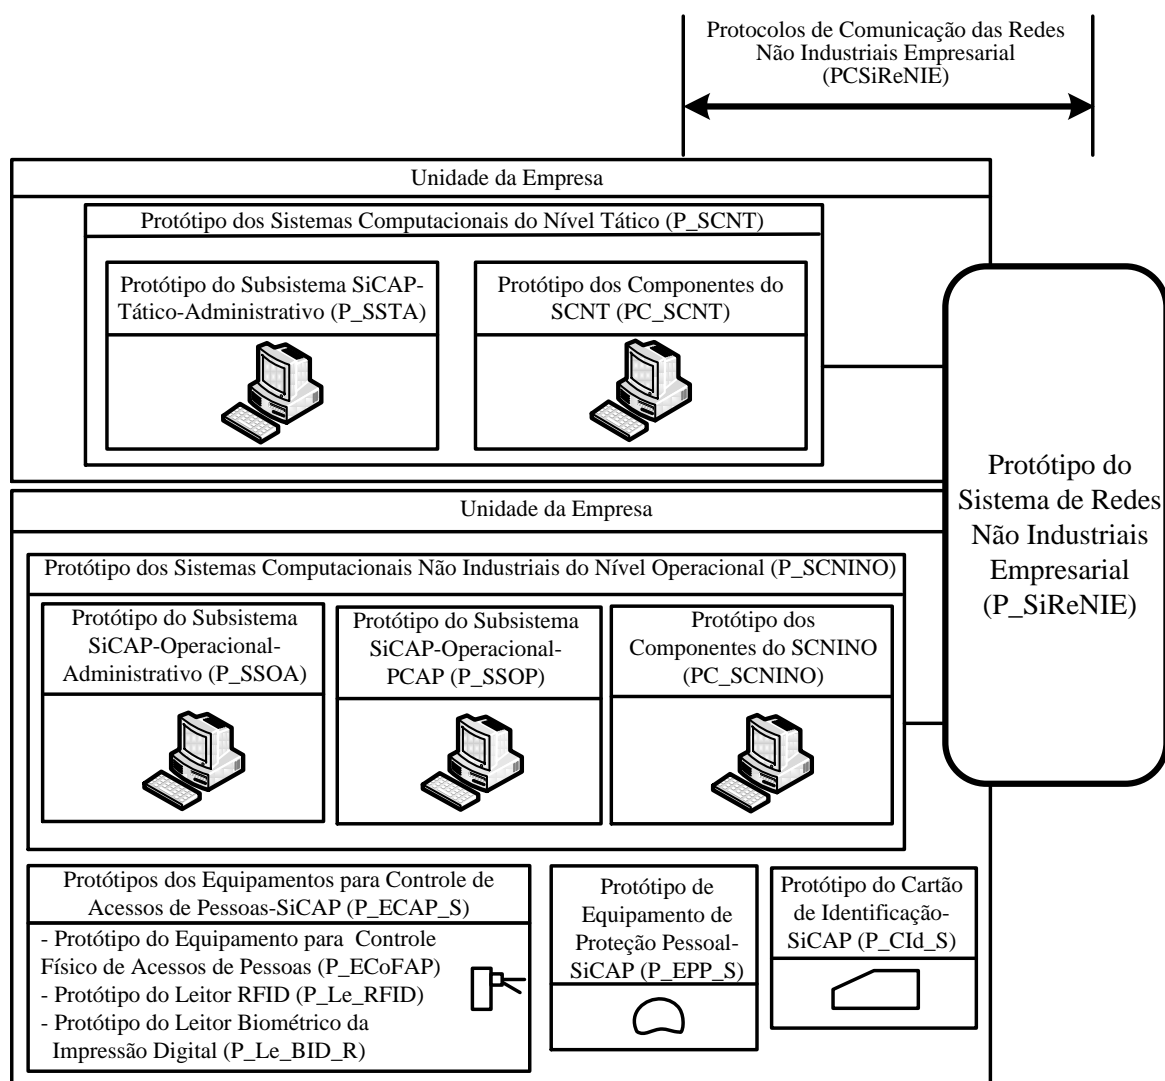 Protocolos de Comunicação das Redes
Não Industriais Empresarial
(PCSiReNIE)
Unidade da Empresa
Protótipo dos Sistemas Computacionais do Nível Tático (P_SCNT)
Protótipo do Subsistema SiCAP-
Tático-Administrativo (P_SSTA)
Protótipo dos Componentes do
SCNT (PC_SCNT)
Protótipo do
Sistema de Redes
Não Industriais
Empresarial
(P_SiReNIE)
Unidade da Empresa
Protótipo dos Sistemas Computacionais Não Industriais do Nível Operacional (P_SCNINO)
Protótipo do Subsistema
SiCAP-Operacional-
Administrativo (P_SSOA)
Protótipo do Subsistema
SiCAP-Operacional-
PCAP (P_SSOP)
Protótipo dos
Componentes do SCNINO
(PC_SCNINO)
Protótipos dos Equipamentos para Controle de
Acessos de Pessoas-SiCAP (P_ECAP_S)
- Protótipo do Equipamento para Controle
Físico de Acessos de Pessoas (P_ECoFAP)
- Protótipo do Leitor RFID (P_Le_RFID)
- Protótipo do Leitor Biométrico da
Impressão Digital (P_Le_BID_R)
Protótipo de
Equipamento de
Proteção Pessoal-
SiCAP (P_EPP_S)
Protótipo do Cartão
de Identificação-
SiCAP (P_CId_S)